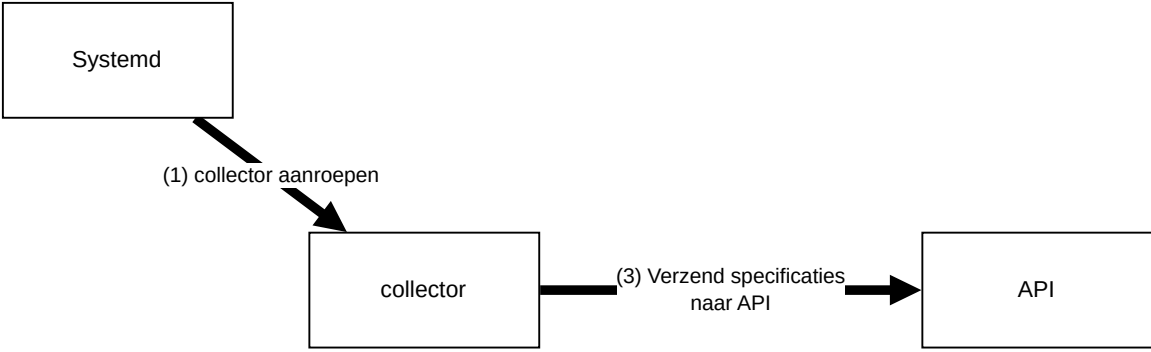 Systemd
(1) collector aanroepen
collector
(3) Verzend specificaties
naar API
API